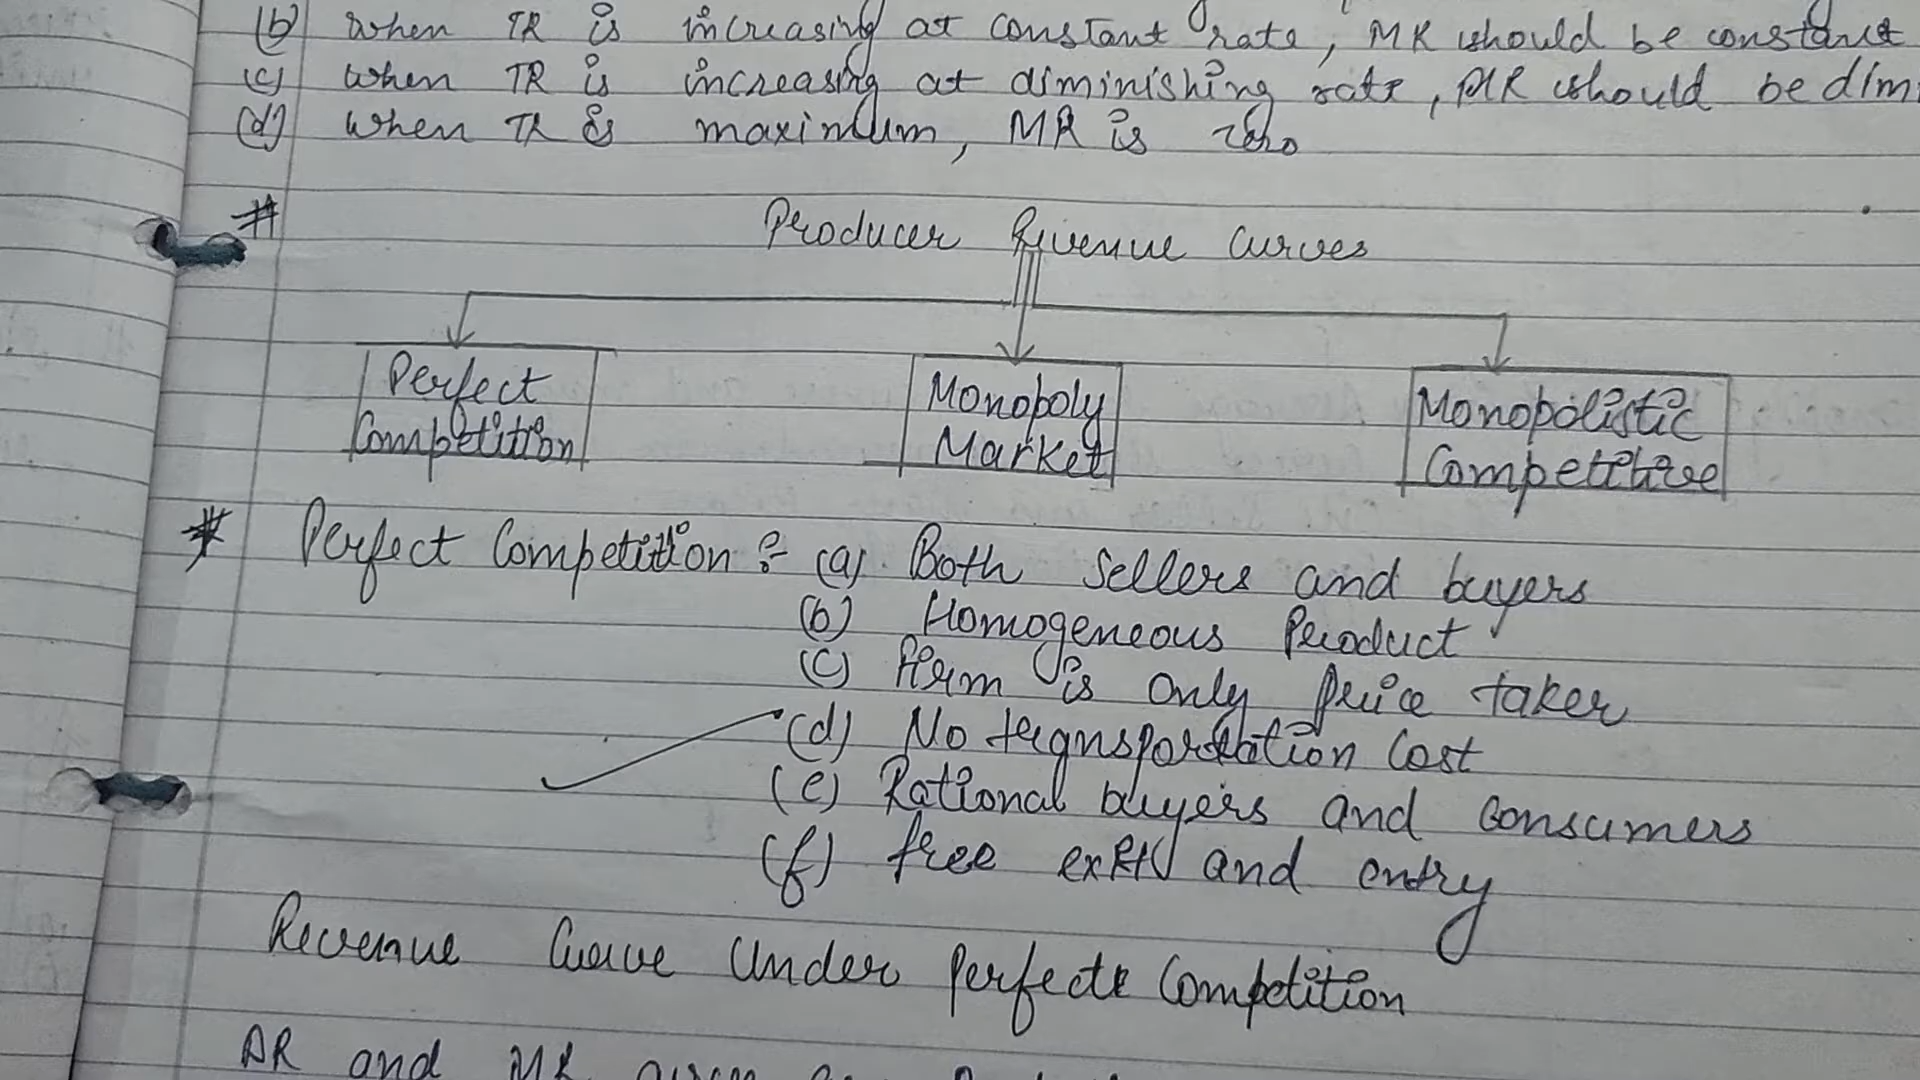 (b) when TR is increasing at constant rate, MR should be constant
(c) when TR is increasing at diminishing rate, MR should be dim
(d) when TR is maximum, MR is zero
# Producer Revenue Curves
Perfect Competition
Monopoly Market
Monopolistic Competitive
* Perfect Competition :- (a) Both sellers and buyers
(b) Homogeneous Product
(c) Firm is only price taker
(d) No transportation Cost
(e) Rational buyers and consumers
(f) free exit and entry
Revenue Curve Under Perfect Competition
AR and MR